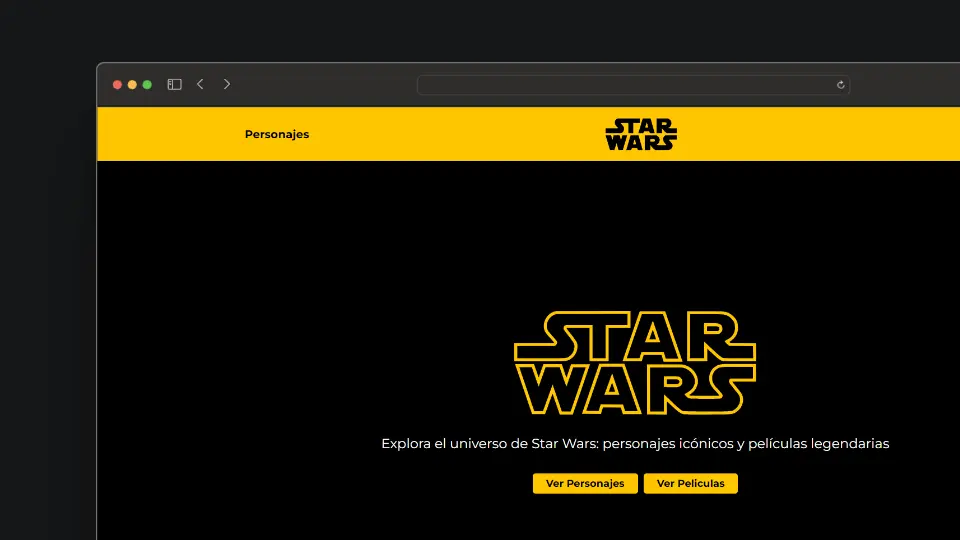 Personajes
STAR
WARS
STAR
WARS
Explora el universo de Star Wars: personajes icónicos y películas legendarias
Ver Personajes
Ver Peliculas